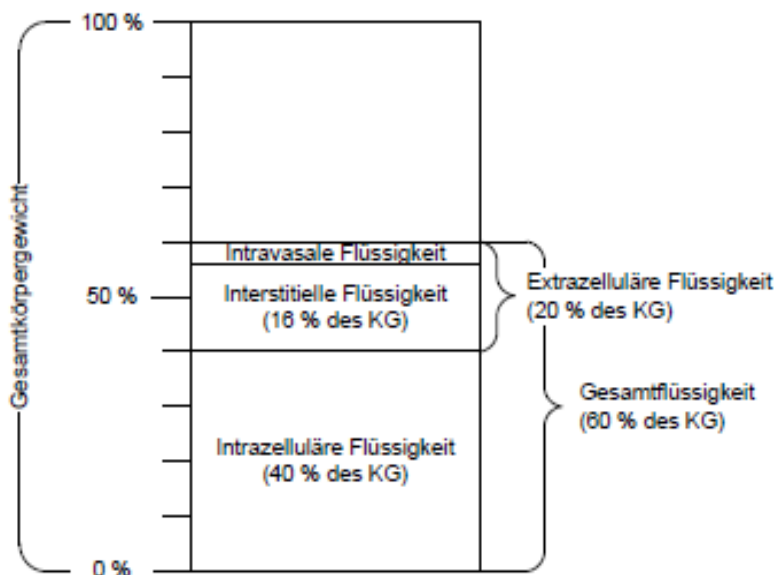 100 %
Gesamtkörpergewicht
Intravasale Flüssigkeit
50 %
Interstitielle Flüssigkeit
(16 % des KG)
Extrazelluläre Flüssigkeit
(20 % des KG)
Gesamtflüssigkeit
(60 % des KG)
Intrazelluläre Flüssigkeit
(40 % des KG)
0 %